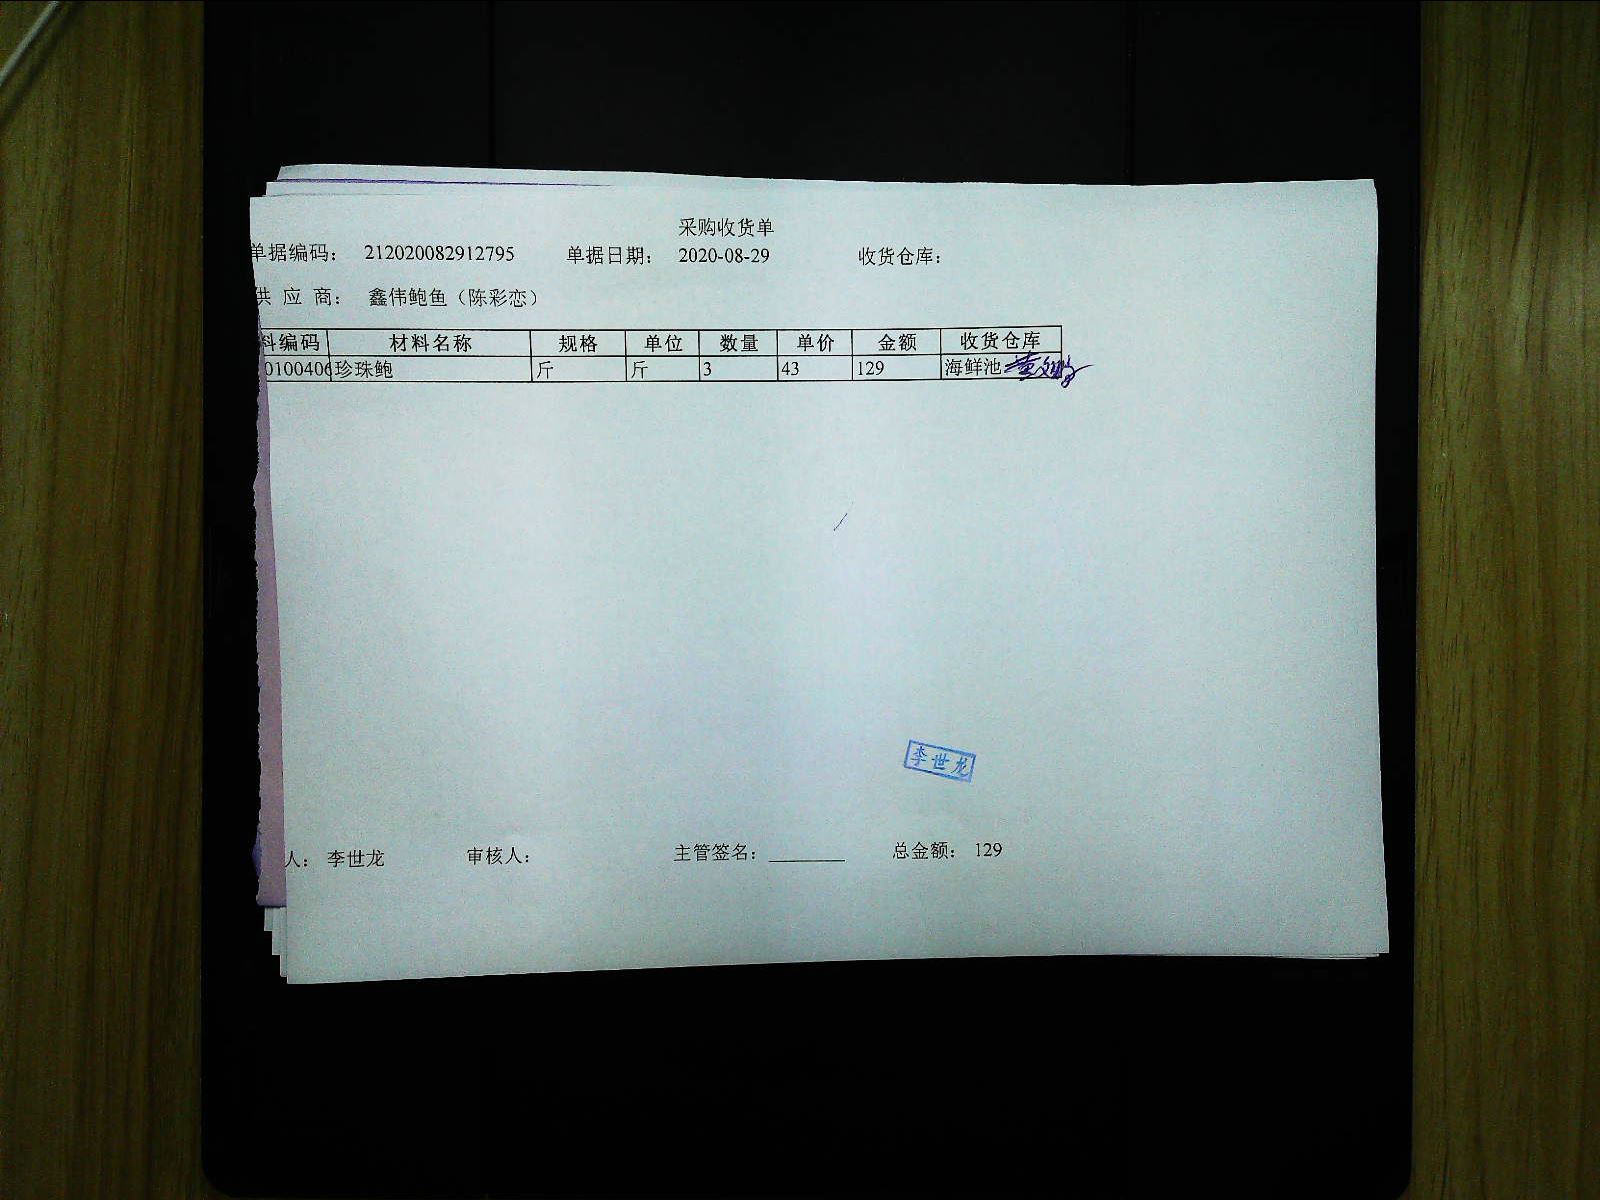 采购收货单
单据编码： 212020082912795 单据日期： 2020-08-29 收货仓库：
供 应 商： 鑫伟鲍鱼（陈彩恋）
料编码 材料名称 规格 单位 数量 单价 金额 收货仓库
0100406 珍珠鲍 斤 斤 3 43 129 海鲜池
李世龙
人： 李世龙 审核人： 主管签名： 总金额： 129